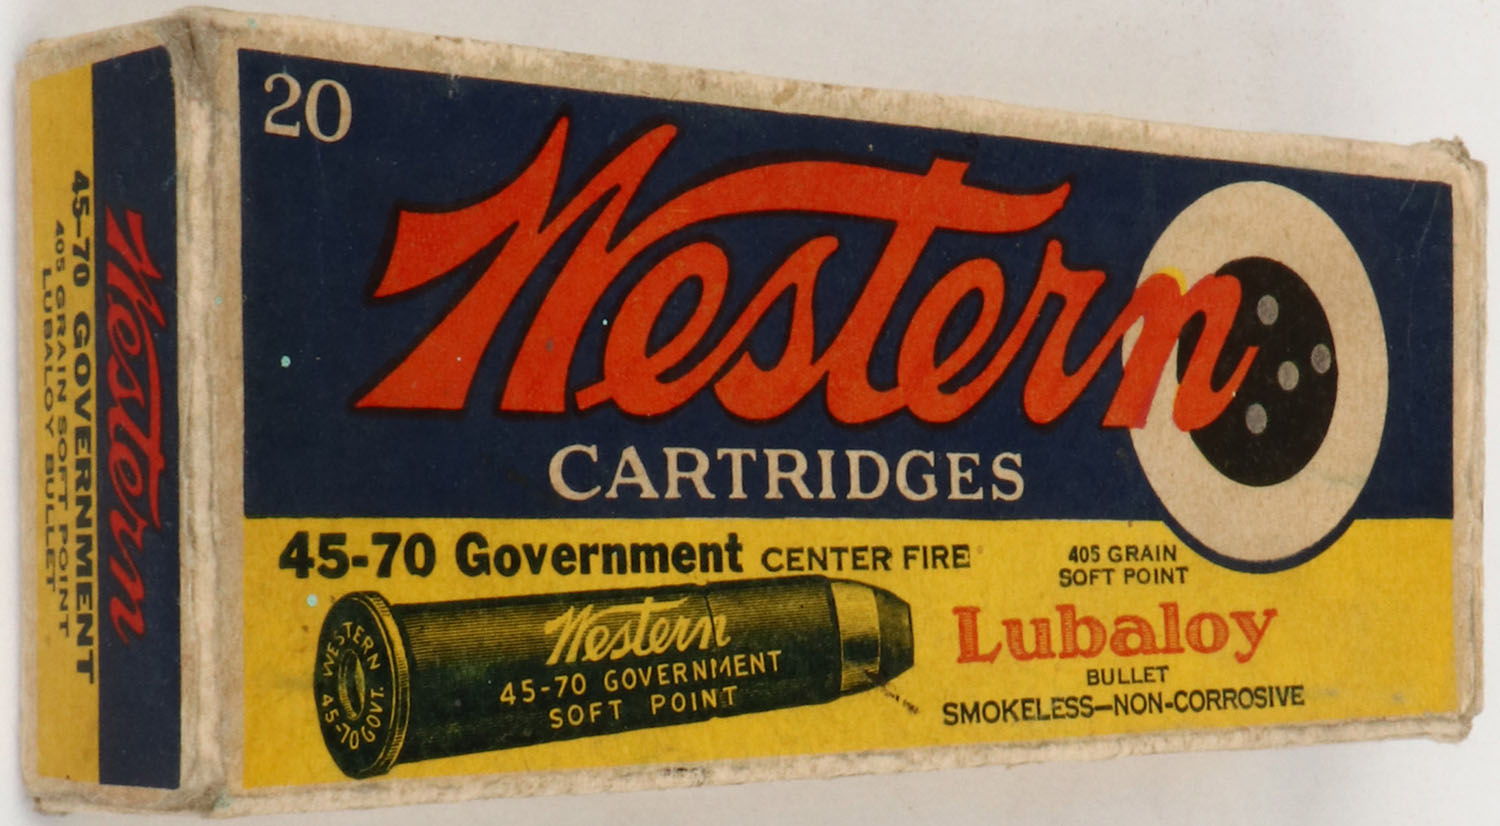 20
Western
CARTRIDGES
45-70 Government CENTER FIRE
405 GRAIN
SOFT POINT
Lubaloy
BULLET
SMOKELESS—NON-CORROSIVE
Western
45-70 GOVERNMENT
SOFT POINT
WESTERN
45-70 GOVT.
Western
45-70 GOVERNMENT
405 GRAIN SOFT POINT
LUBALOY BULLET